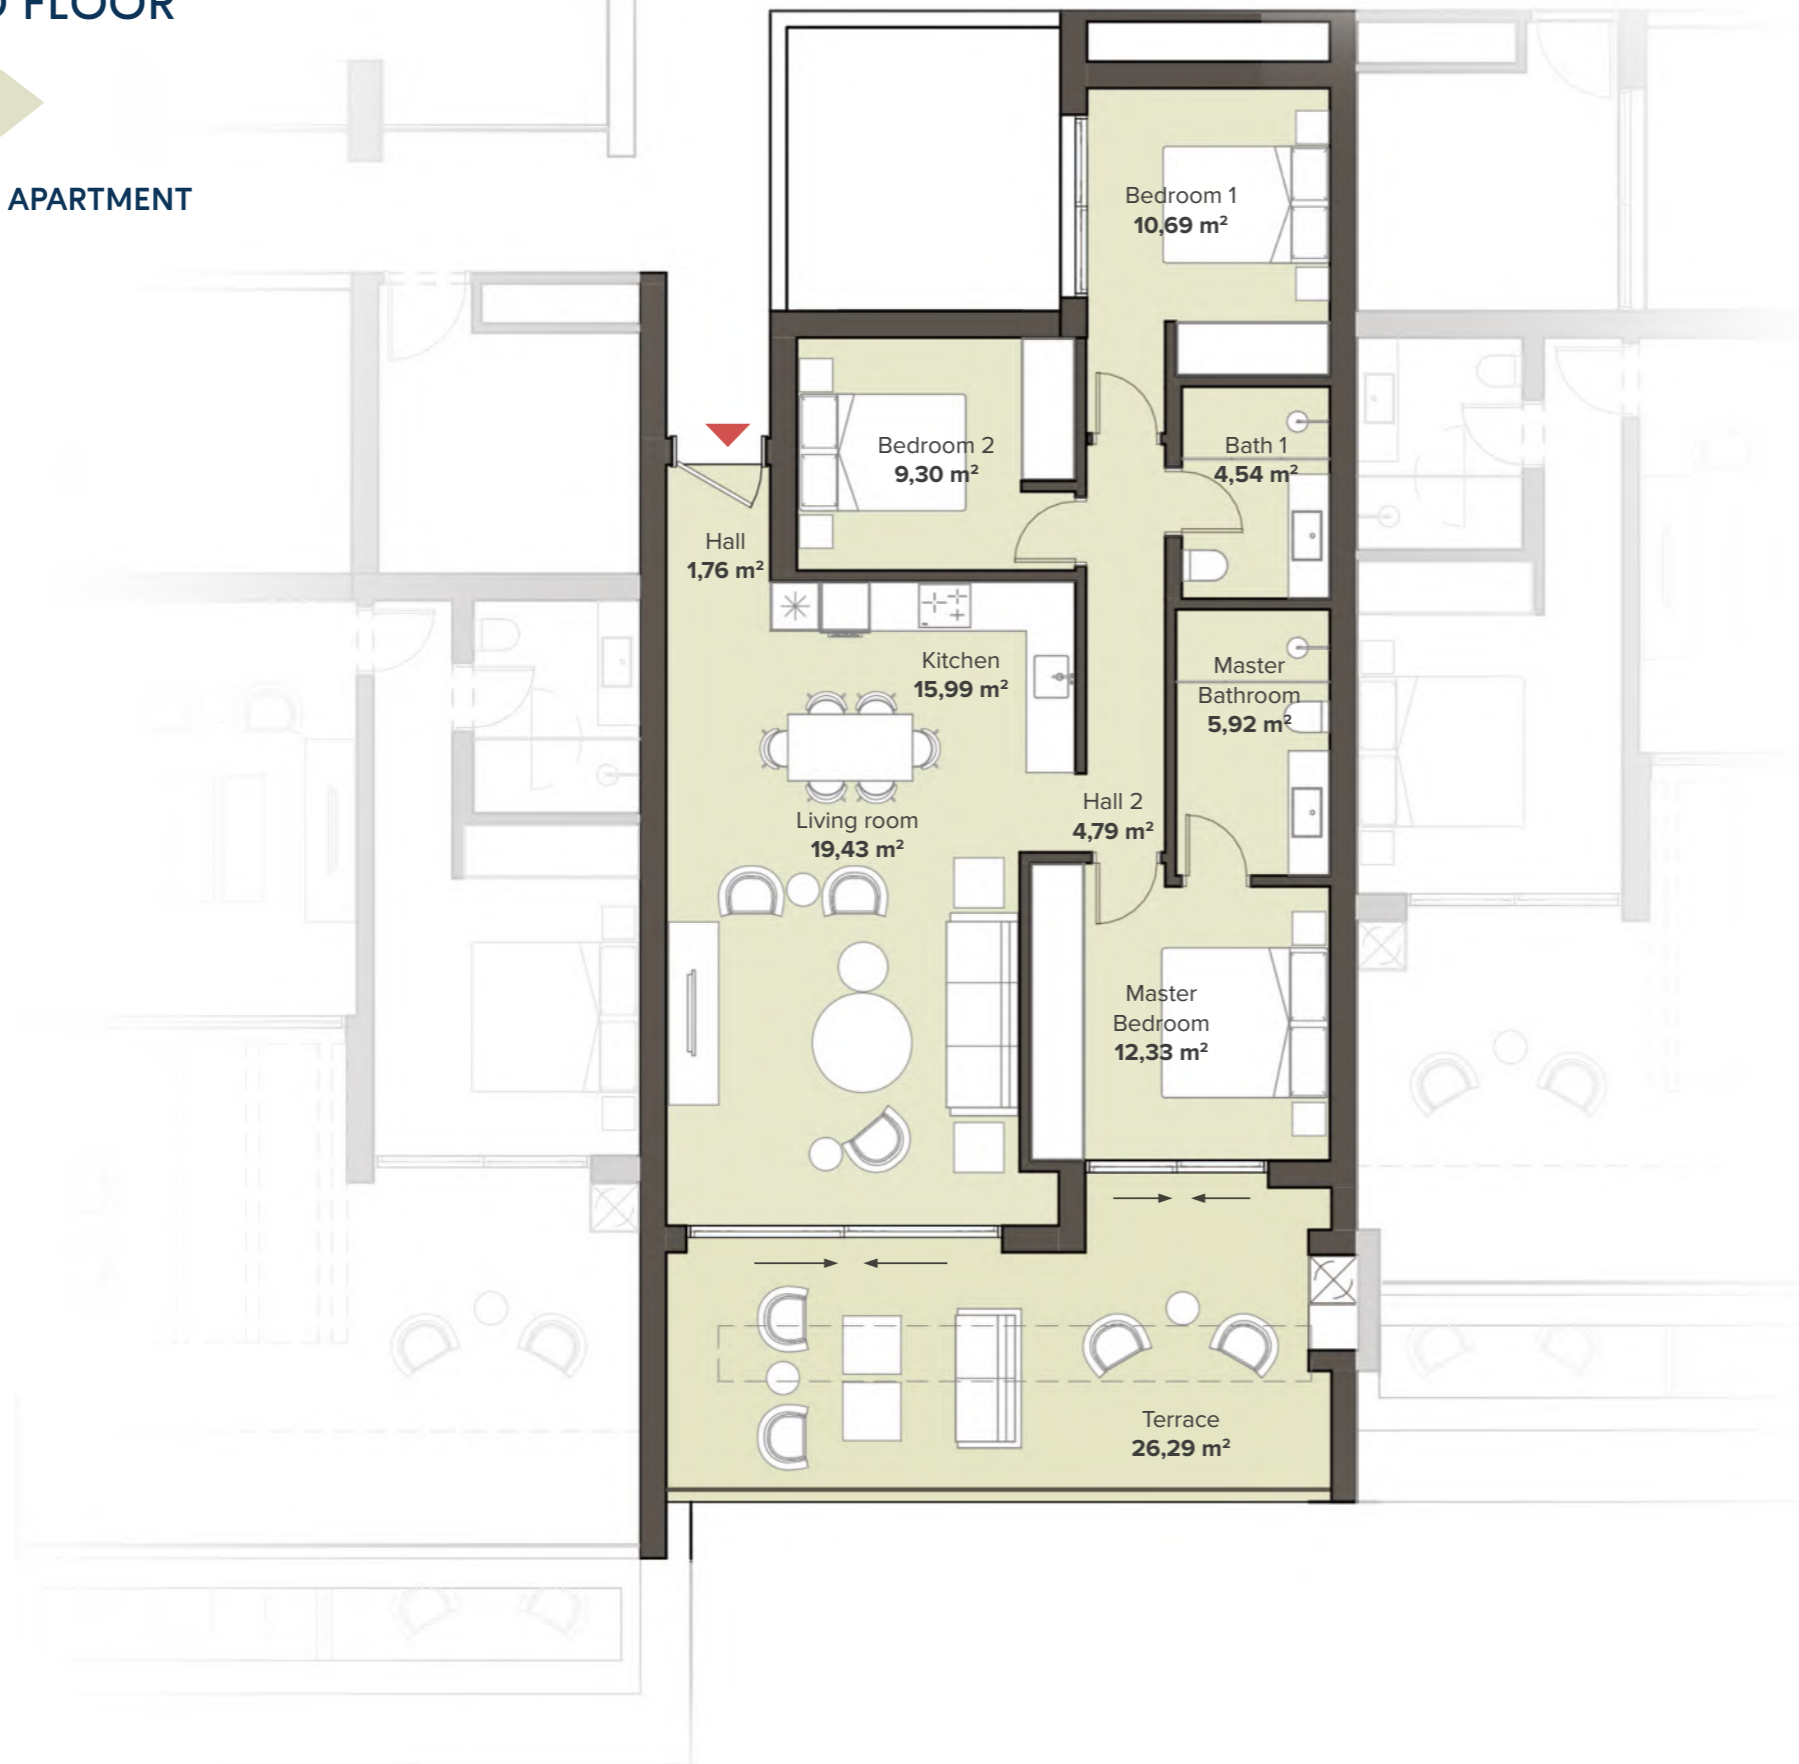 FLOOR
APARTMENT
Bedroom 1
10,69 m²
Bedroom 2
9,30 m²
Bath 1
4,54 m²
Hall
1,76 m²
Kitchen
15,99 m²
Master
Bathroom
5,92 m²
Living room
19,43 m²
Hall 2
4,79 m²
Master
Bedroom
12,33 m²
Terrace
26,29 m²